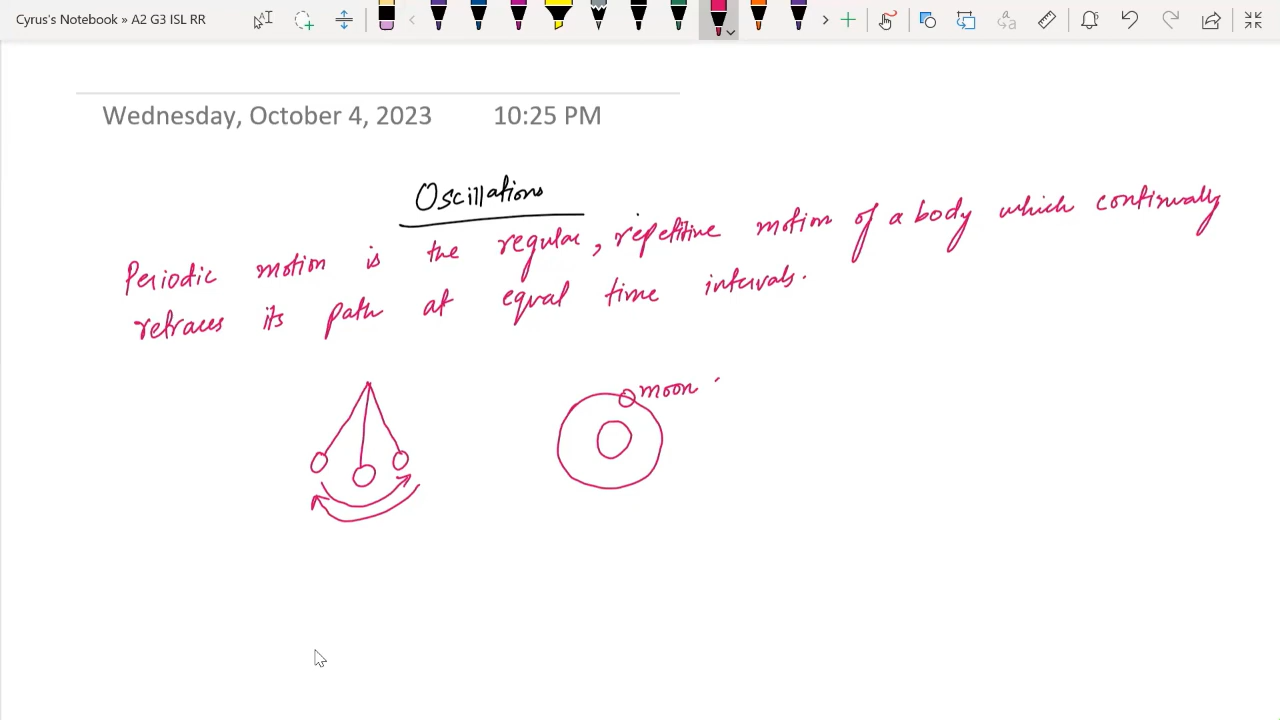 Cyrus's Notebook » A2 G3 ISL RR
Wednesday, October 4, 2023 10:25 PM
Oscillations
Periodic motion is the regular, repetitive motion of a body which continually
retraces its path at equal time intervals.
moon